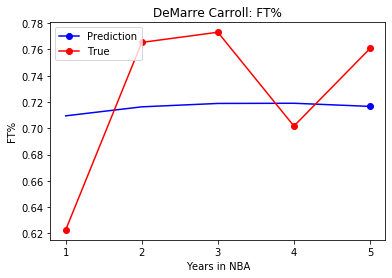 DeMarre Carroll: FT%
Prediction
True
FT%
0.78
0.76
0.74
0.72
0.70
0.68
0.66
0.64
0.62
1
2
3
4
5
Years in NBA